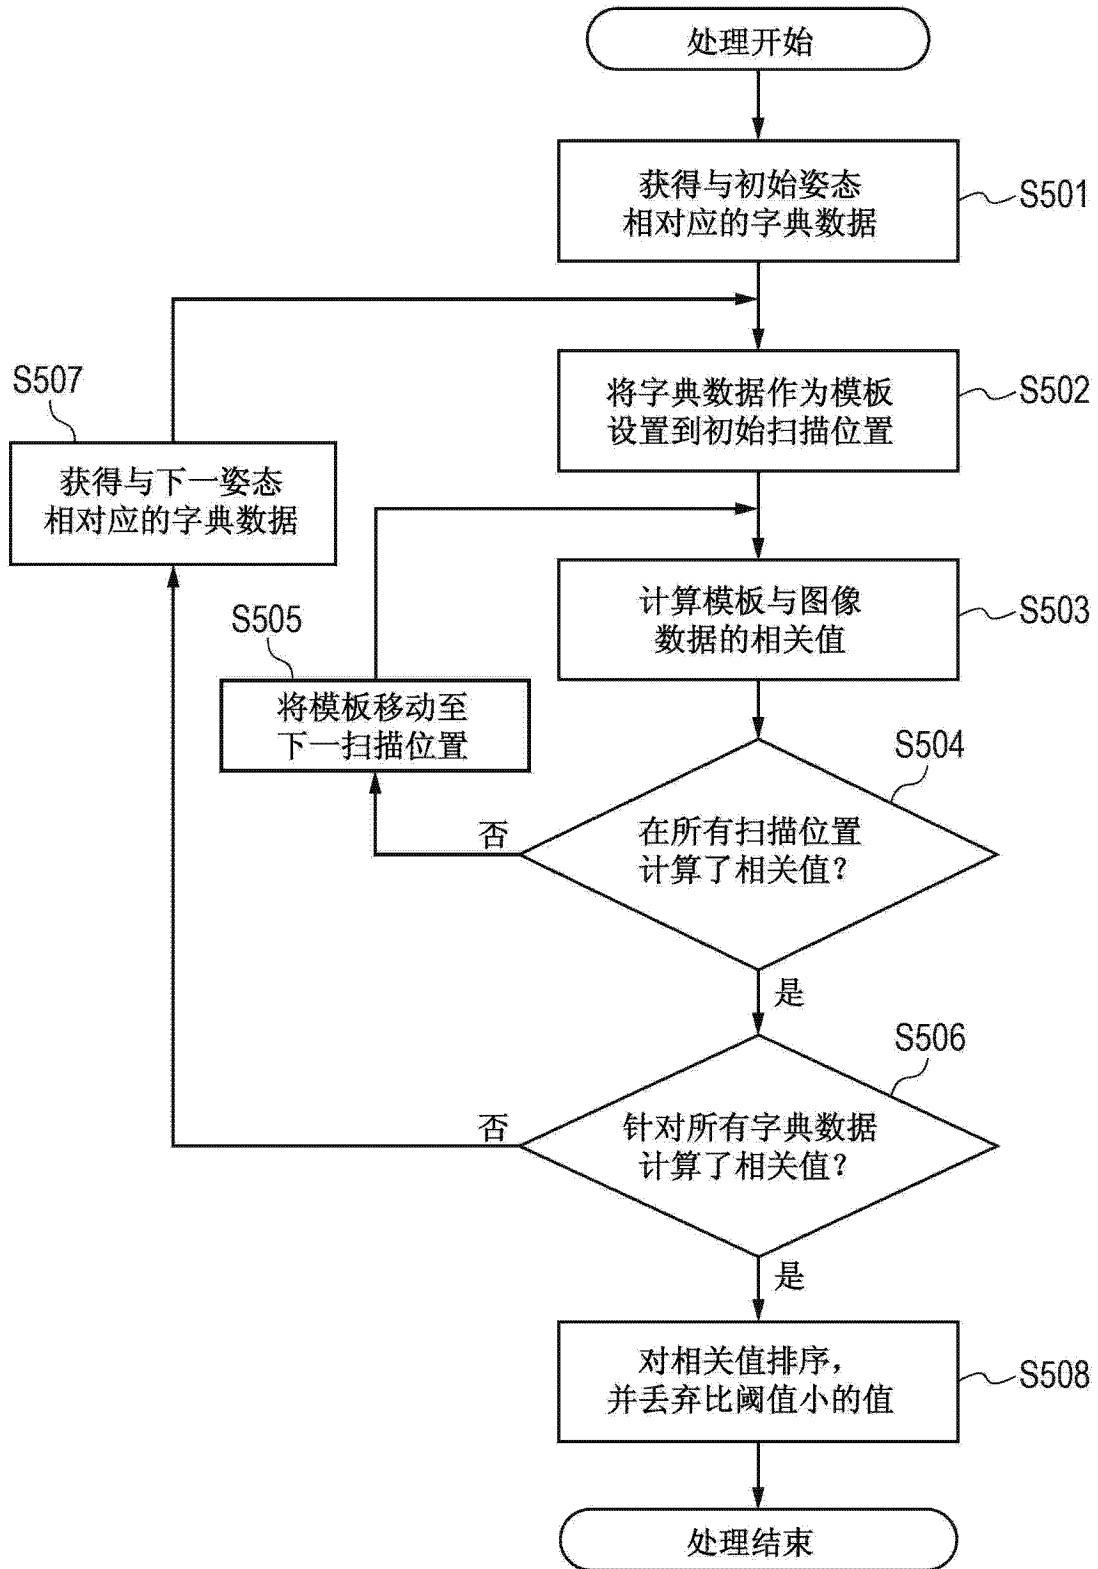 处理开始
获得与初始姿态
相对应的字典数据
S501
将字典数据作为模板
设置到初始扫描位置
S502
S507
获得与下一姿态
相对应的字典数据
计算模板与图像
数据的相关值
S503
S505
将模板移动至
下一扫描位置
S504
在所有扫描位置
计算了相关值?
否
是
S506
针对所有字典数据
计算了相关值?
否
是
对相关值排序,
并丢弃比阈值小的值
S508
处理结束